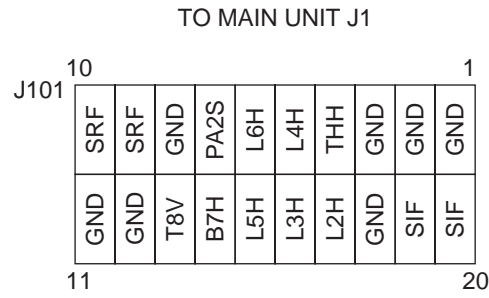 TO MAIN UNIT J1
10 1
J101
SRF SRF GND PA2S L6H L4H THH GND GND GND
GND GND T8V B7H L5H L3H L2H GND SIF SIF
11 20